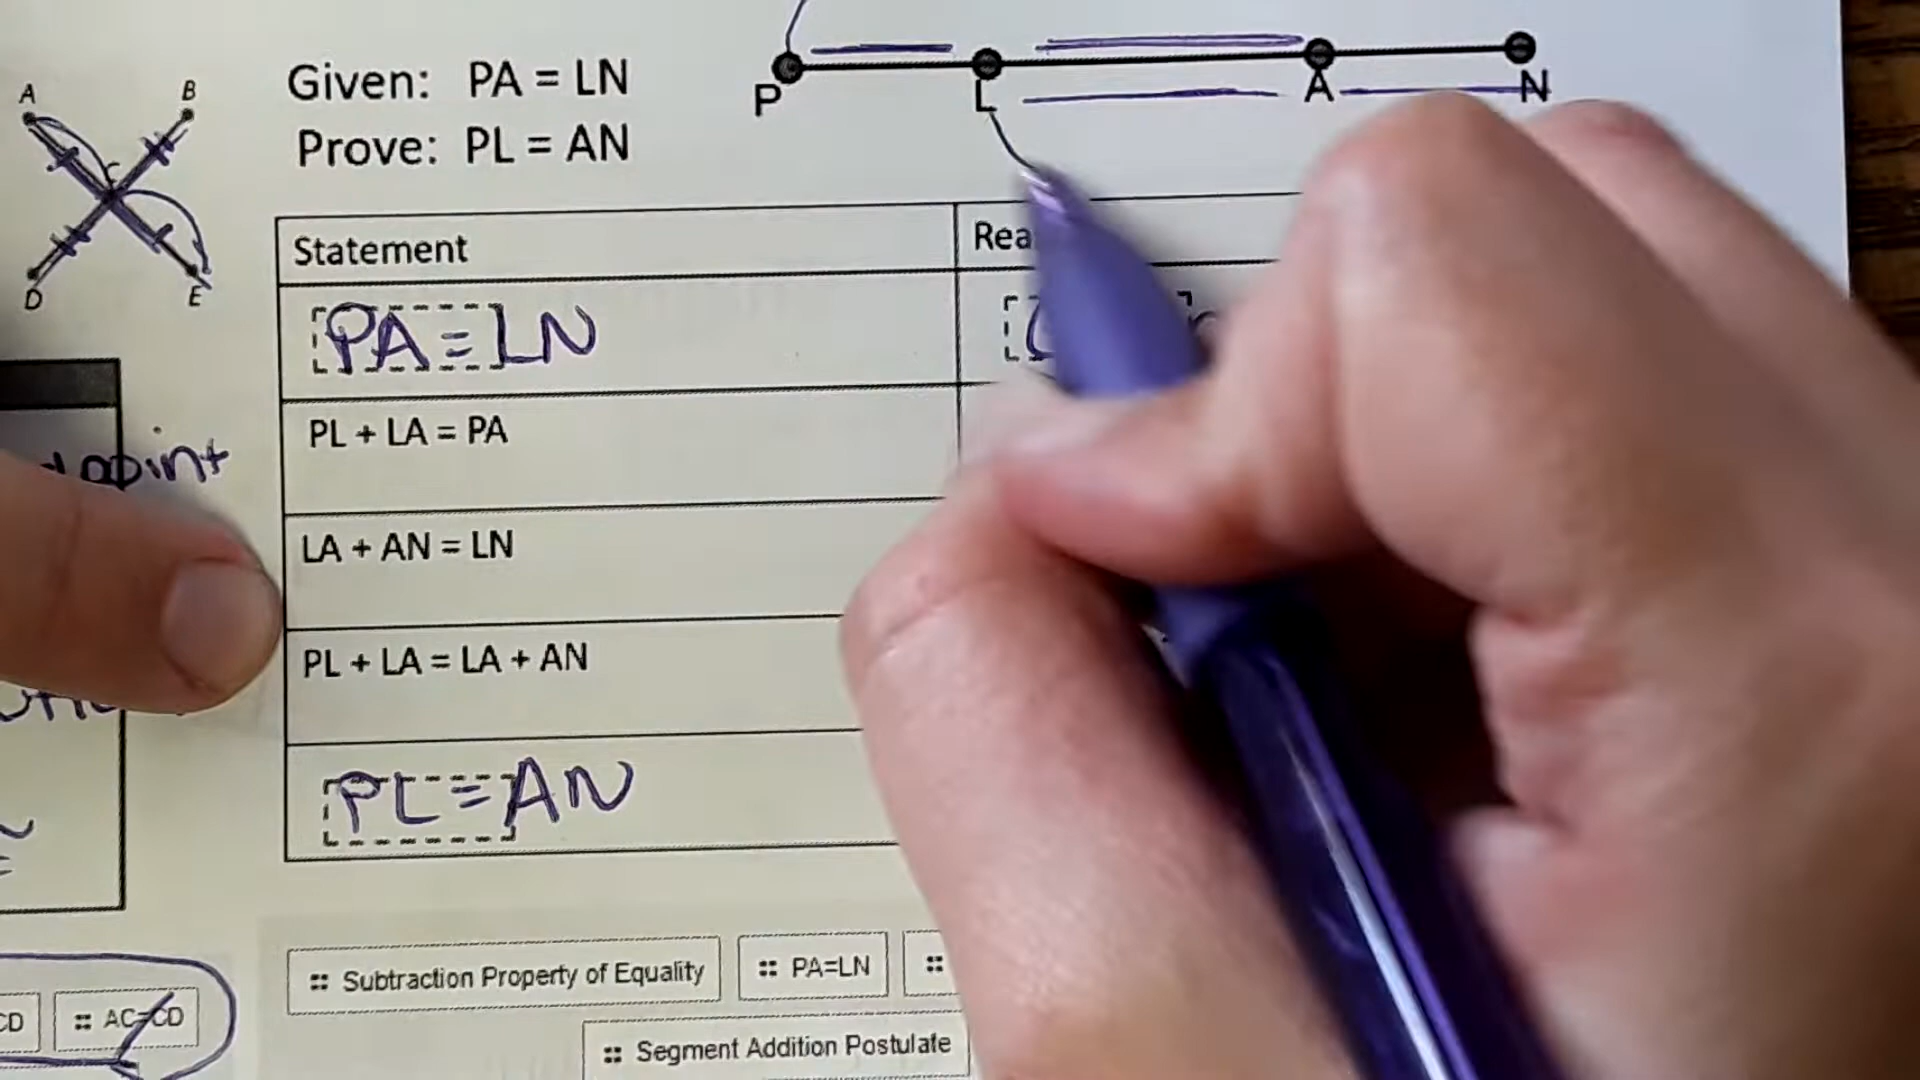 A B
C
D E
Given: PA = LN
Prove: PL = AN
P L A N
Statement Rea
PA = LN
PL + LA = PA
LA + AN = LN
PL + LA = LA + AN
PL = AN
Subtraction Property of Equality
PA=LN
Segment Addition Postulate
CD
AC=CD